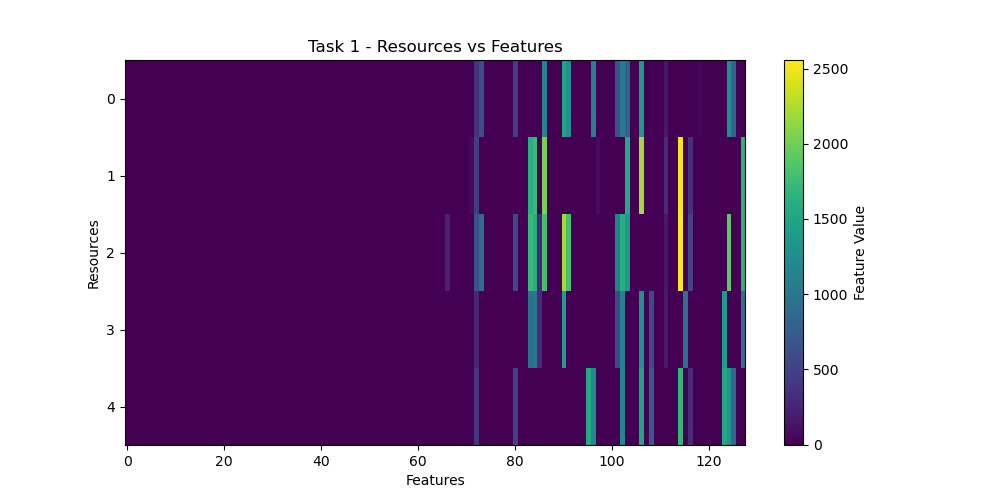 Task 1 - Resources vs Features
Resources
0
1
2
3
4
0 20 40 60 80 100 120
Features
2500
2000
1500
1000
500
0
Feature Value